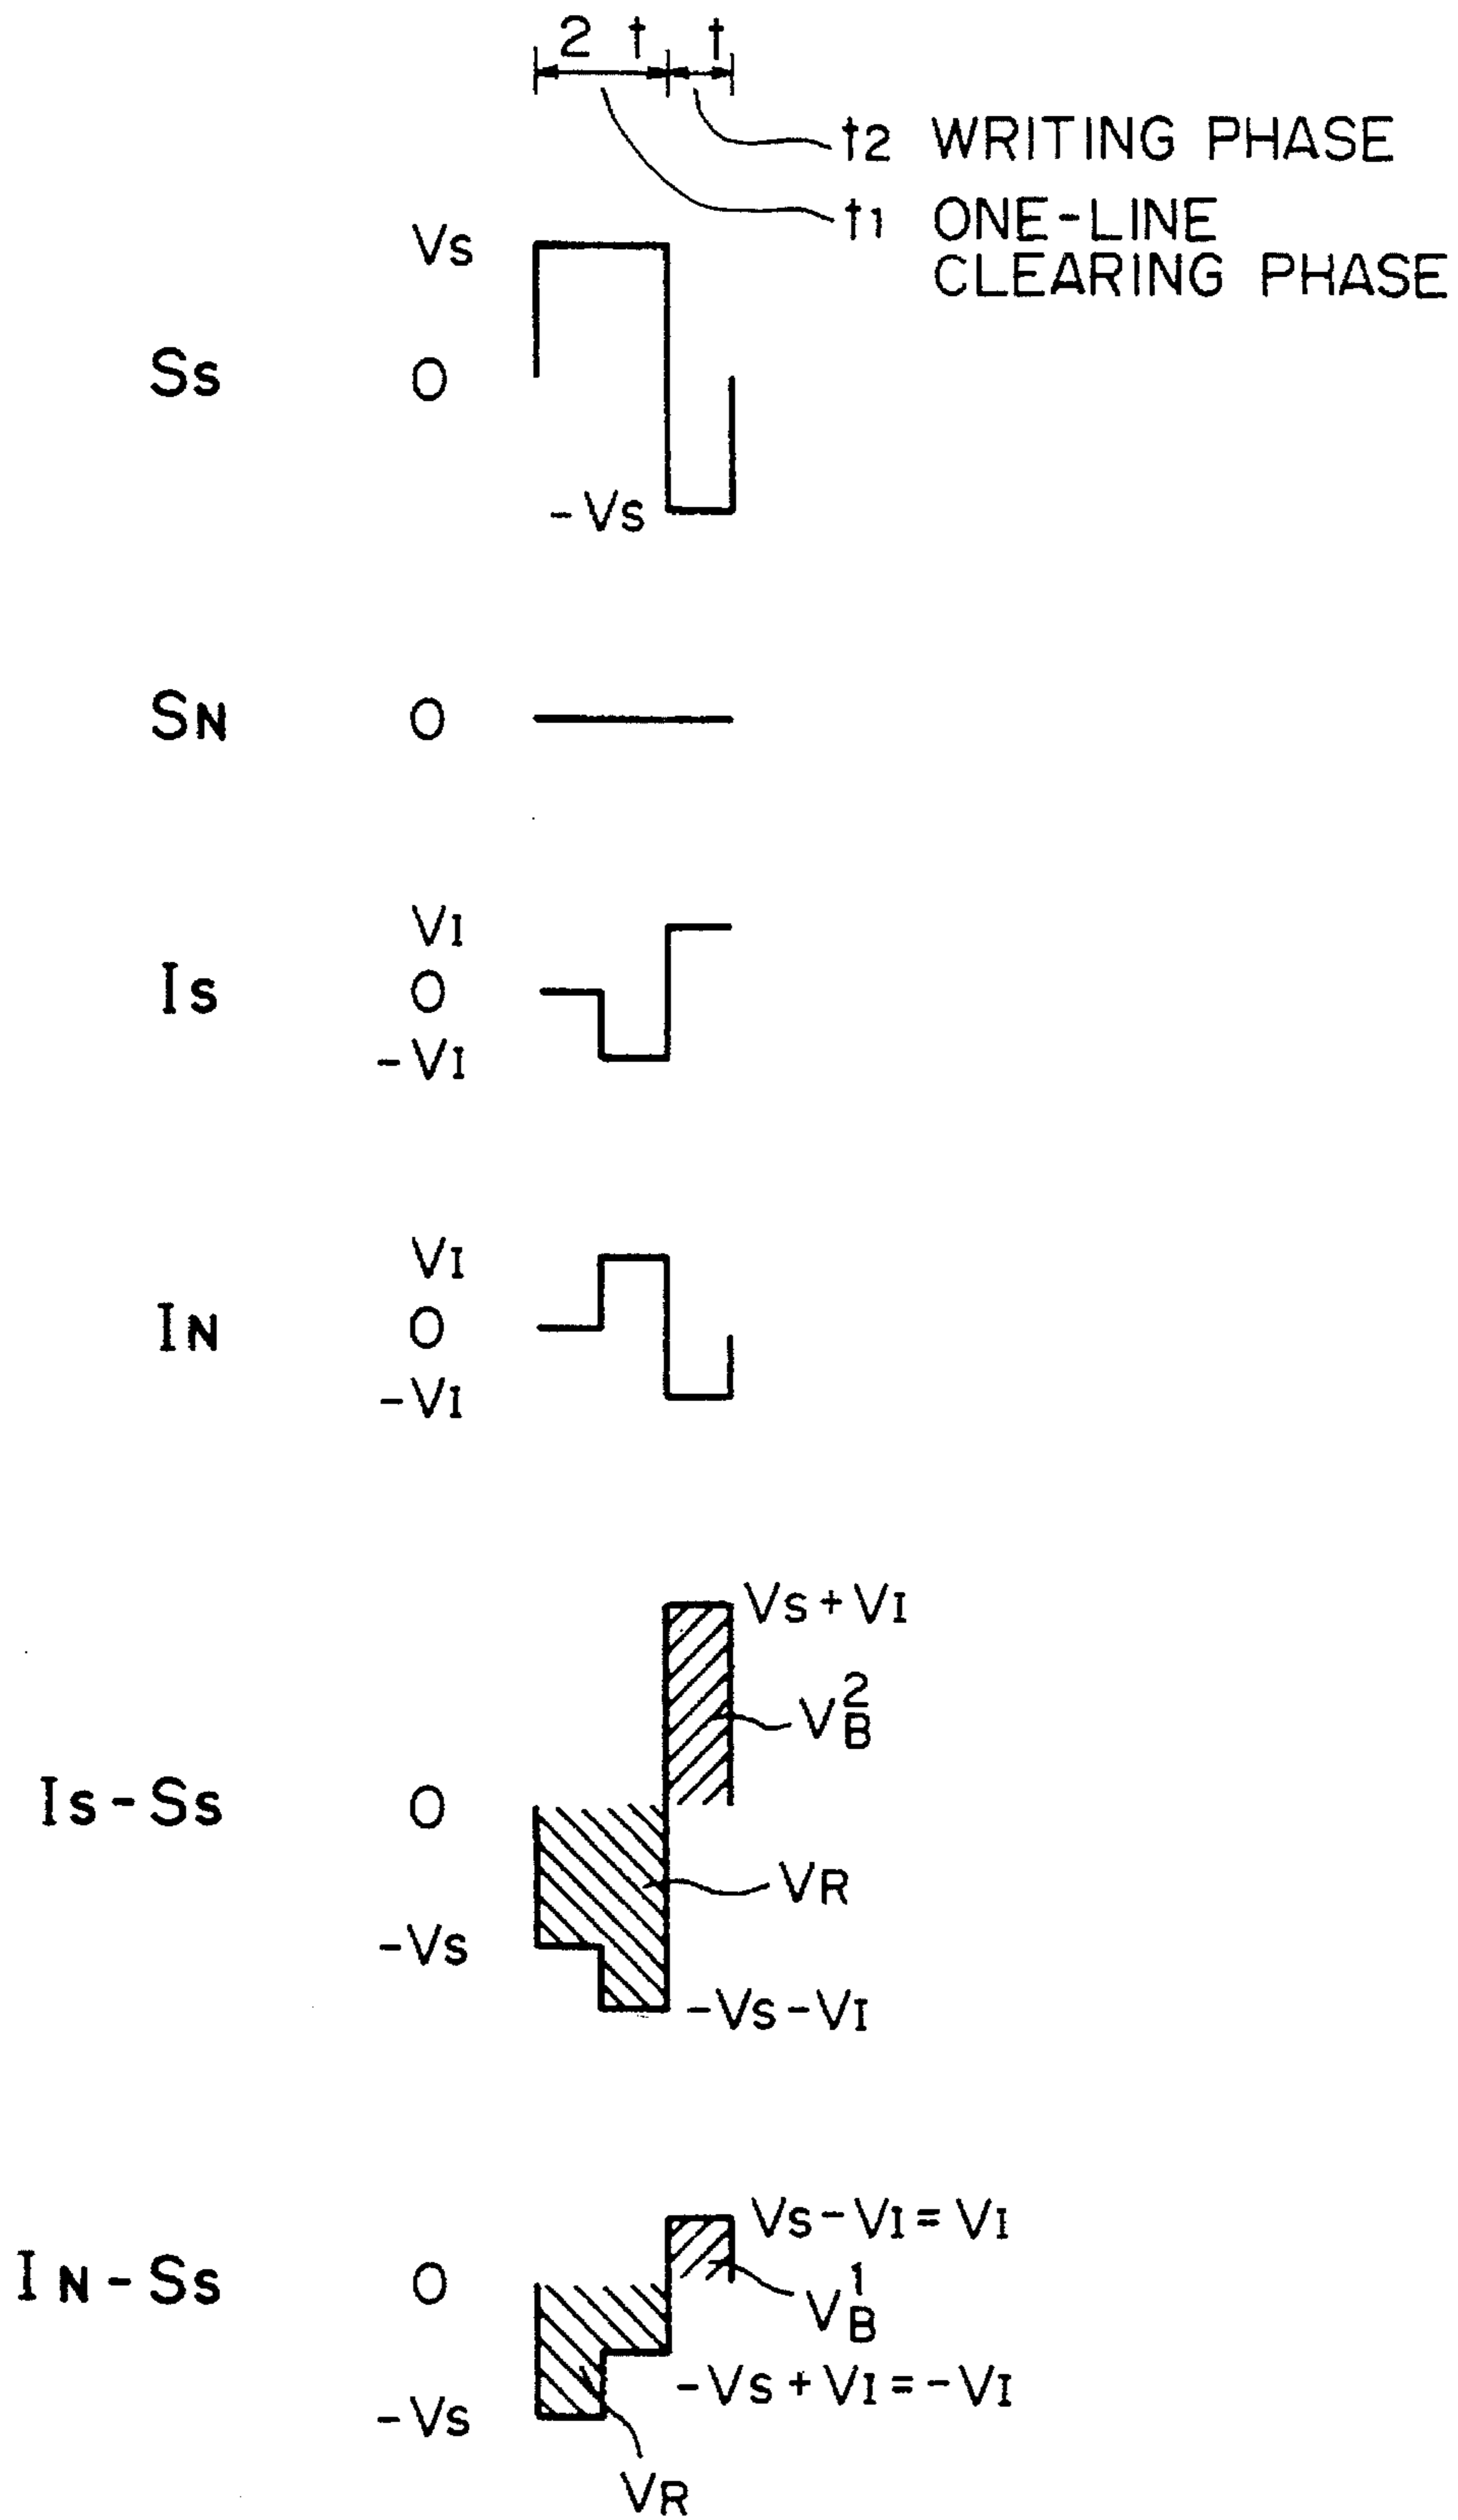 2t t
t2 WRITING PHASE
t1 ONE-LINE
CLEARING PHASE
Vs
Ss 0
-Vs
SN 0
VI
Is 0
-VI
VI
IN 0
-VI
Vs+VI
V²B
Is-Ss 0
VR
-Vs
-Vs-VI
Vs-VI=VI
IN-Ss 0
V¹B
-Vs+VI=-VI
-Vs
VR